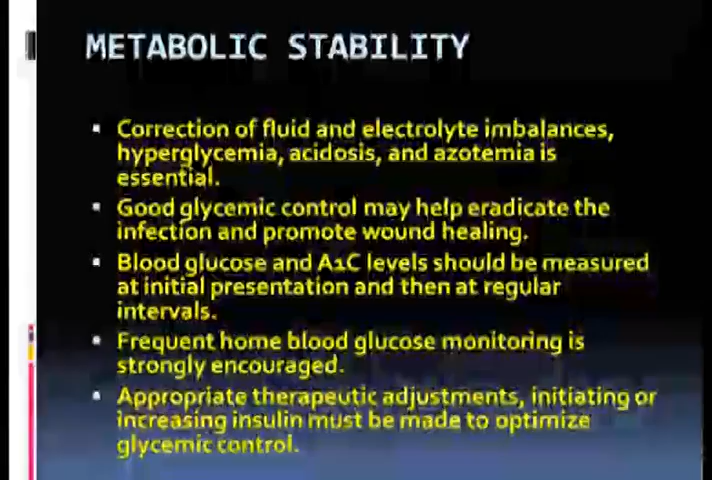 METABOLIC STABILITY
▪ Correction of fluid and electrolyte imbalances,
hyperglycemia, acidosis, and azotemia is
essential.
▪ Good glycemic control may help eradicate the
infection and promote wound healing.
▪ Blood glucose and A1C levels should be measured
at initial presentation and then at regular
intervals.
▪ Frequent home blood glucose monitoring is
strongly encouraged.
▪ Appropriate therapeutic adjustments, initiating or
increasing insulin must be made to optimize
glycemic control.